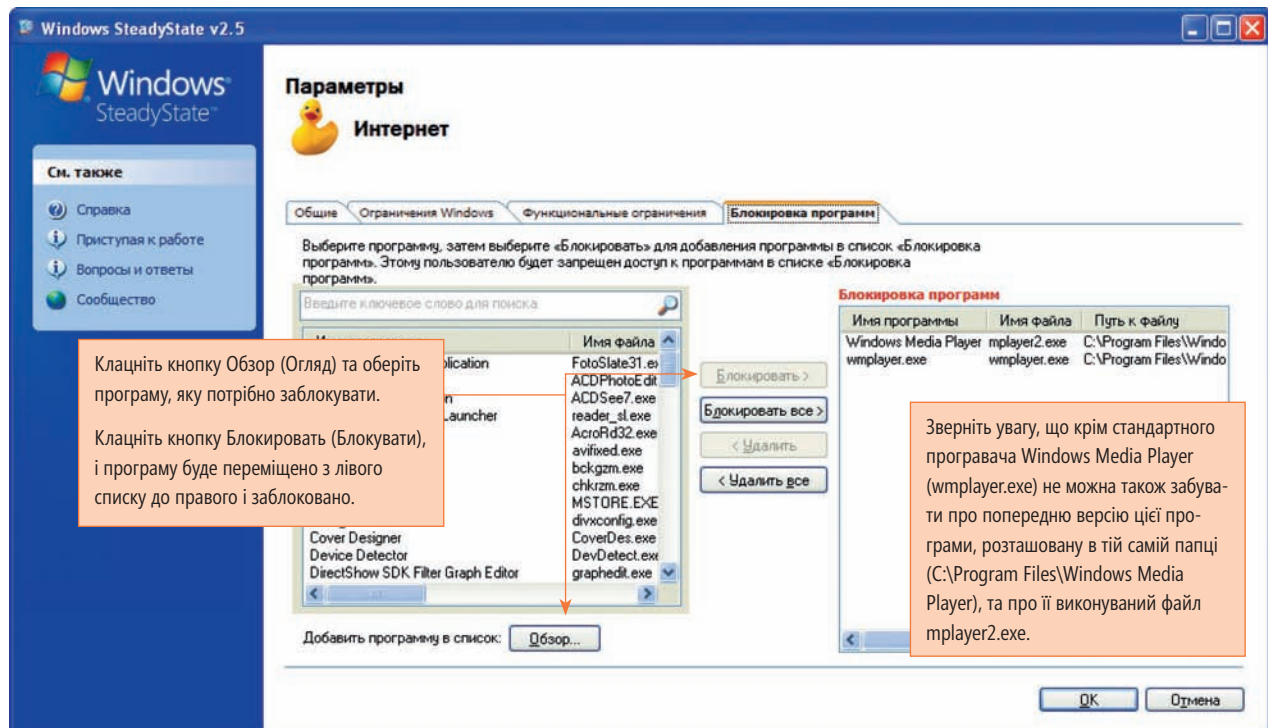 Windows SteadyState v2.5
Windows
SteadyState™
См. также
Справка
Приступая к работе
Вопросы и ответы
Сообщество
Параметры
Интернет
Общие
Ограничения Windows
Функциональные ограничения
Блокировка программ
Выберите программу, затем выберите «Блокировать» для добавления программы в список «Блокировка
программ». Этому пользователю будет запрещен доступ к программам в списке «Блокировка
программ».
Введите ключевое слово для поиска
Имя файла
FotoSlate31.ex
ACDPhotoEdit
ACDSee7.exe
Launcher reader_sl.exe
AcroRd32.exe
avifixed.exe
bckgzm.exe
chkrzm.exe
MSTORE.EXE
divxconfig.exe
Cover Designer CoverDes.exe
Device Detector DevDetect.exe
DirectShow SDK Filter Graph Editor graphedit.exe
Добавить программу в список:
Обзор...
Клацніть кнопку Обзор (Огляд) та оберіть
програму, яку потрібно заблокувати.
Клацніть кнопку Блокировать (Блокувати),
і програму буде переміщено з лівого
списку до правого і заблоковано.
Блокировать >
Блокировать все >
< Удалить
< Удалить все
Блокировка программ
Имя программы Имя файла Путь к файлу
Windows Media Player mplayer2.exe C:\Program Files\Windo
wmplayer.exe wmplayer.exe C:\Program Files\Windo
Зверніть увагу, що крім стандартного
програвача Windows Media Player
(wmplayer.exe) не можна також забува-
ти про попередню версію цієї про-
грами, розташовану в тій самій папці
(C:\Program Files\Windows Media
Player), та про її виконуваний файл
mplayer2.exe.
OK
Отмена